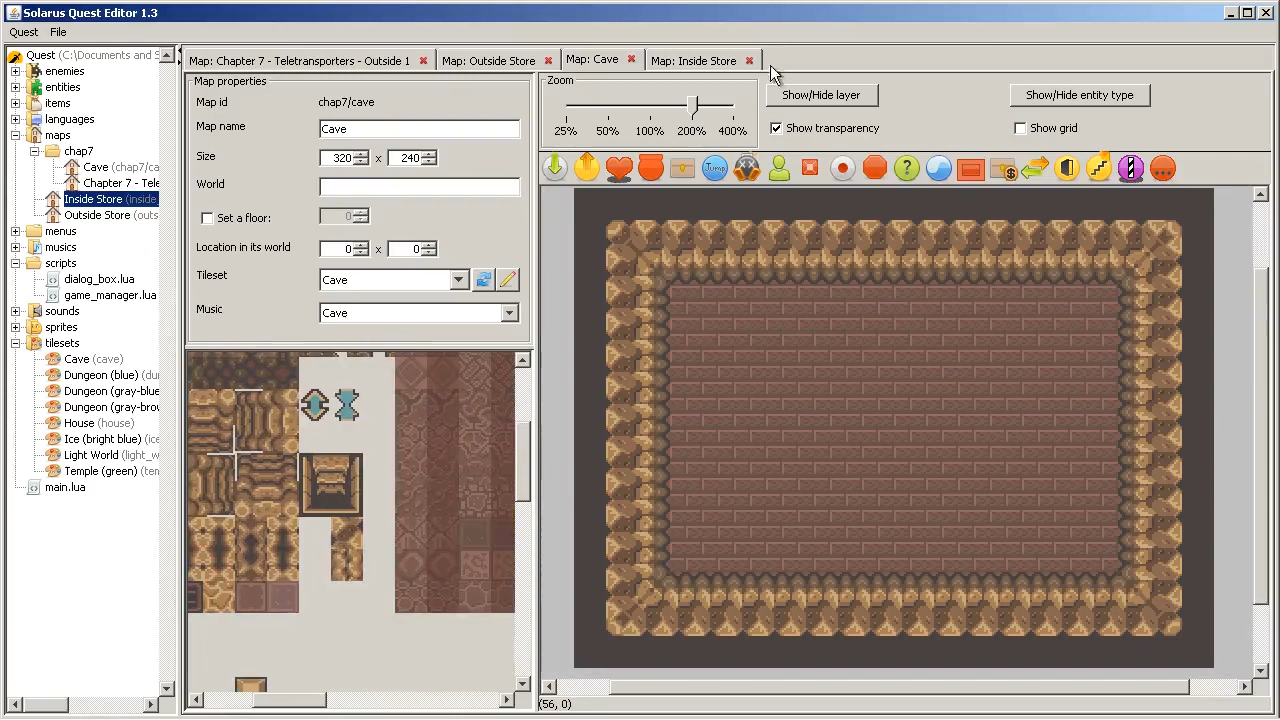 Solarus Quest Editor 1.3
Quest File
Quest (C:\Documents and S
enemies
entities
items
languages
maps
chap7
Cave (chap7/ca
Chapter 7 - Tele
Inside Store (inside
Outside Store (outs
menus
musics
scripts
dialog_box.lua
game_manager.lua
sounds
sprites
tilesets
Cave (cave)
Dungeon (blue) (du
Dungeon (gray-blue
Dungeon (gray-brow
House (house)
Ice (bright blue) (ice
Light World (light_w
Temple (green) (tem
main.lua
Map: Chapter 7 - Teletransporters - Outside 1
Map: Outside Store
Map: Cave
Map: Inside Store
Map properties
Map id chap7/cave
Map name Cave
Size 320 x 240
World
Set a floor: 0
Location in its world 0 x 0
Tileset Cave
Music Cave
Zoom
25% 50% 100% 200% 400%
Show/Hide layer
Show transparency
Show/Hide entity type
Show grid
Jump
?
$
(56, 0)